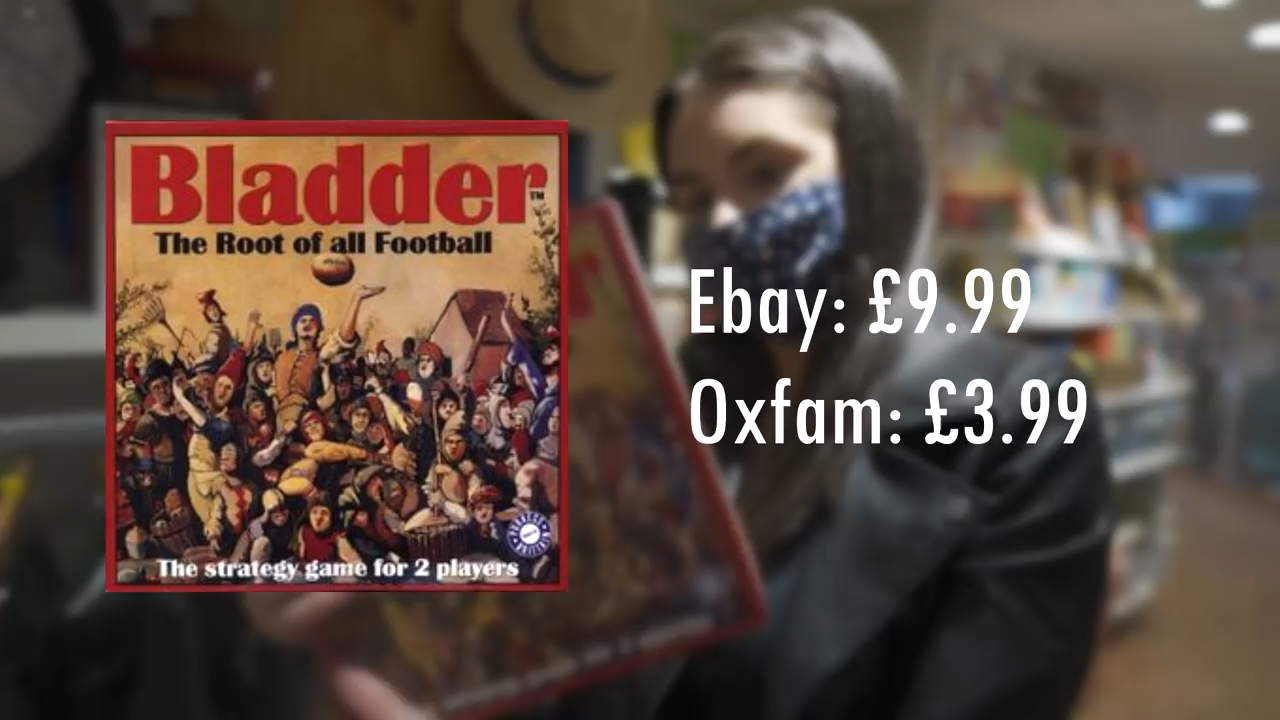 Bladder™
The Root of all Football
Ebay: £9.99
Oxfam: £3.99
The strategy game for 2 players